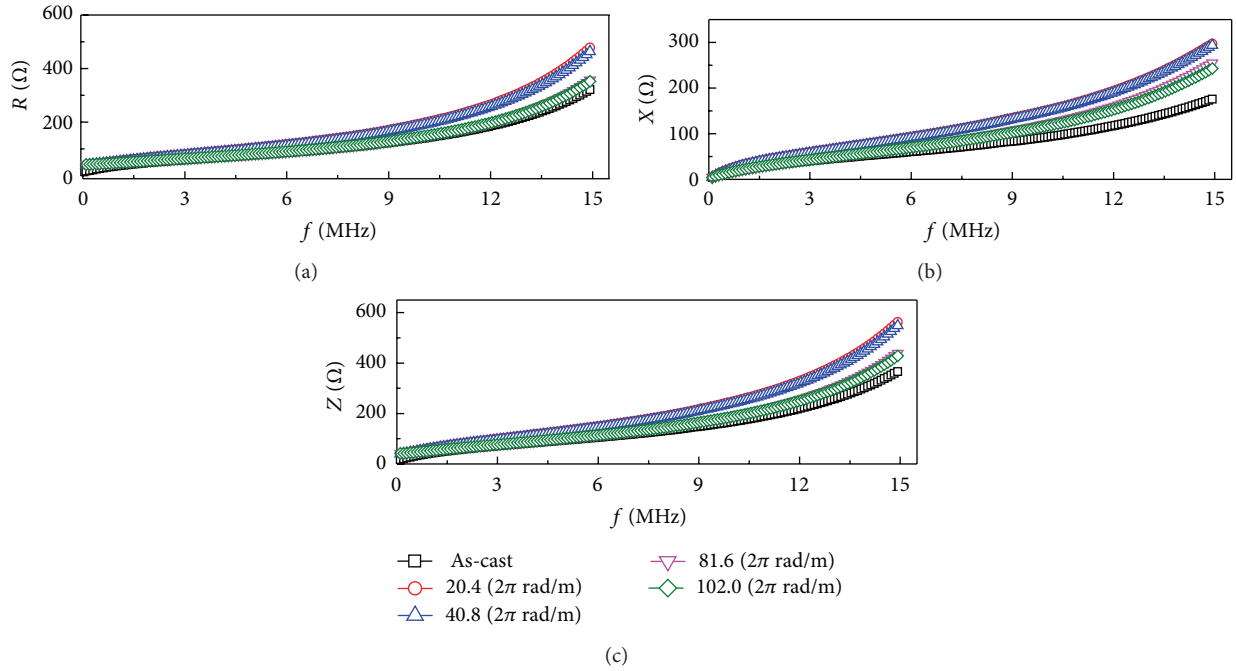 600
400
200
0
R (Ω)
0
3
6
9
12
15
f (MHz)
(a)
300
200
100
0
X (Ω)
0
3
6
9
12
15
f (MHz)
(b)
600
400
200
0
Z (Ω)
0
3
6
9
12
15
f (MHz)
As-cast
20.4 (2π rad/m)
40.8 (2π rad/m)
81.6 (2π rad/m)
102.0 (2π rad/m)
(c)